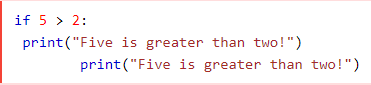 if 5 > 2:
 print("Five is greater than two!")
        print("Five is greater than two!")